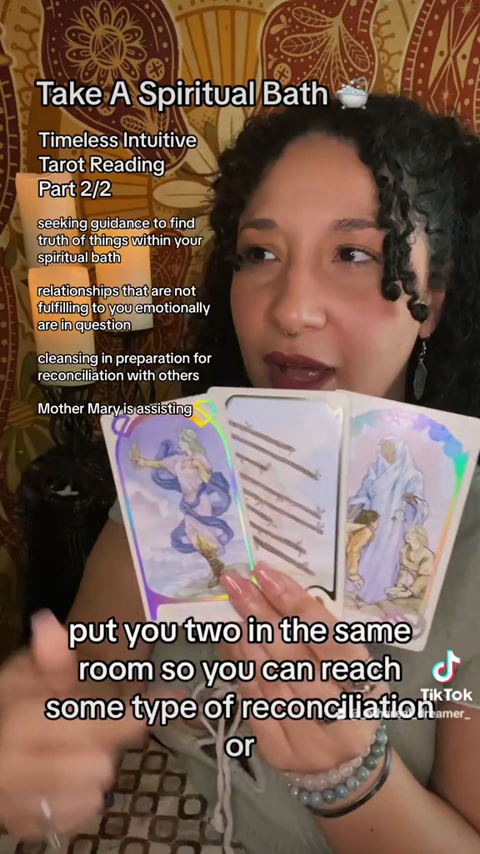 Take A Spiritual Bath 🛁
Timeless Intuitive
Tarot Reading
Part 2/2
seeking guidance to find
truth of things within your
spiritual bath
relationships that are not
fulfilling to you emotionally
are in question
cleansing in preparation for
reconciliation with others
Mother Mary is assisting
put you two in the same
room so you can reach
some type of reconciliation
or
TikTok